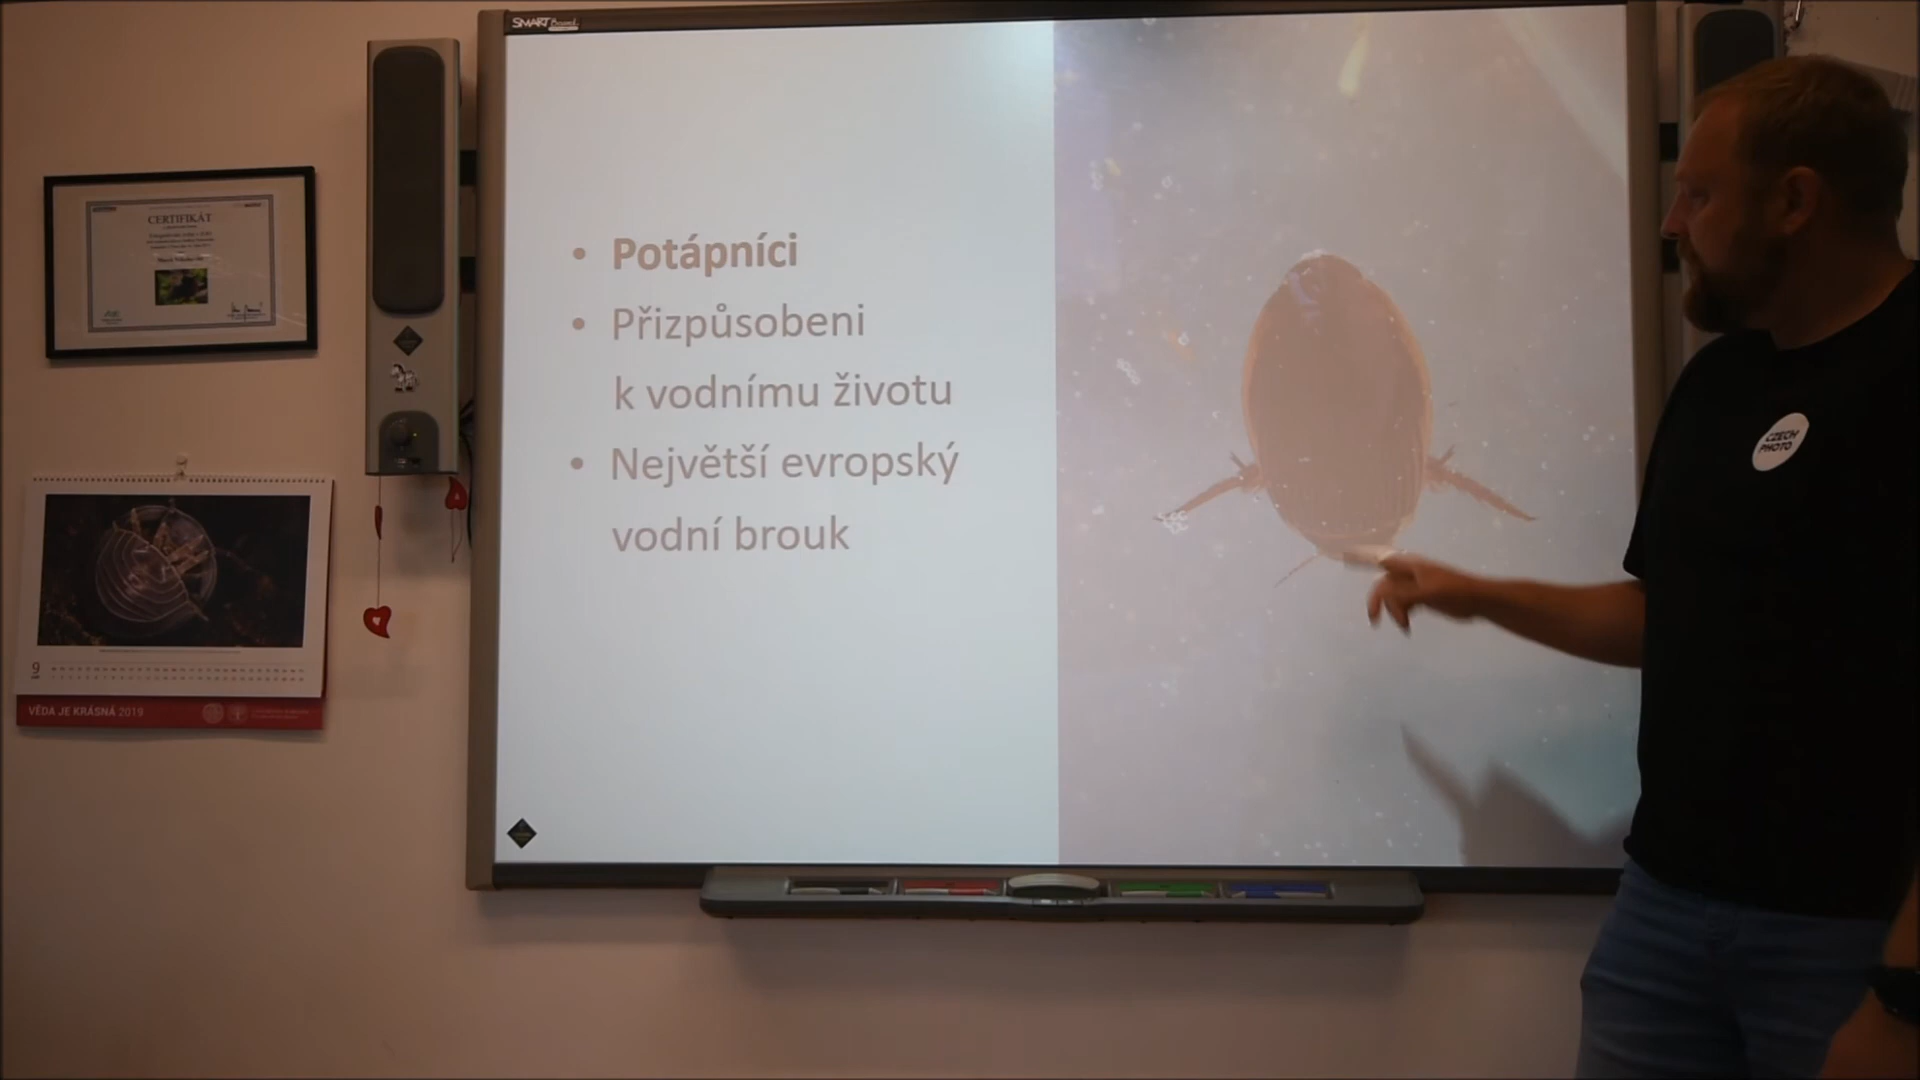 SMART Board
CERTIFIKÁT
• Potápníci
• Přizpůsobeni
k vodnímu životu
• Největší evropský
vodní brouk
CZECH
PHOTO
9
VĚDA JE KRÁSNÁ 2019